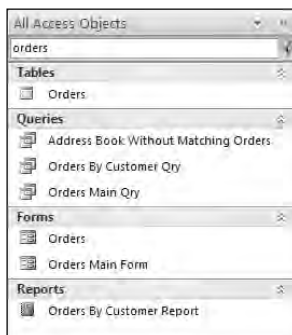 All Access Objects
orders
Tables
Orders
Queries
Address Book Without Matching Orders
Orders By Customer Qry
Orders Main Qry
Forms
Orders
Orders Main Form
Reports
Orders By Customer Report